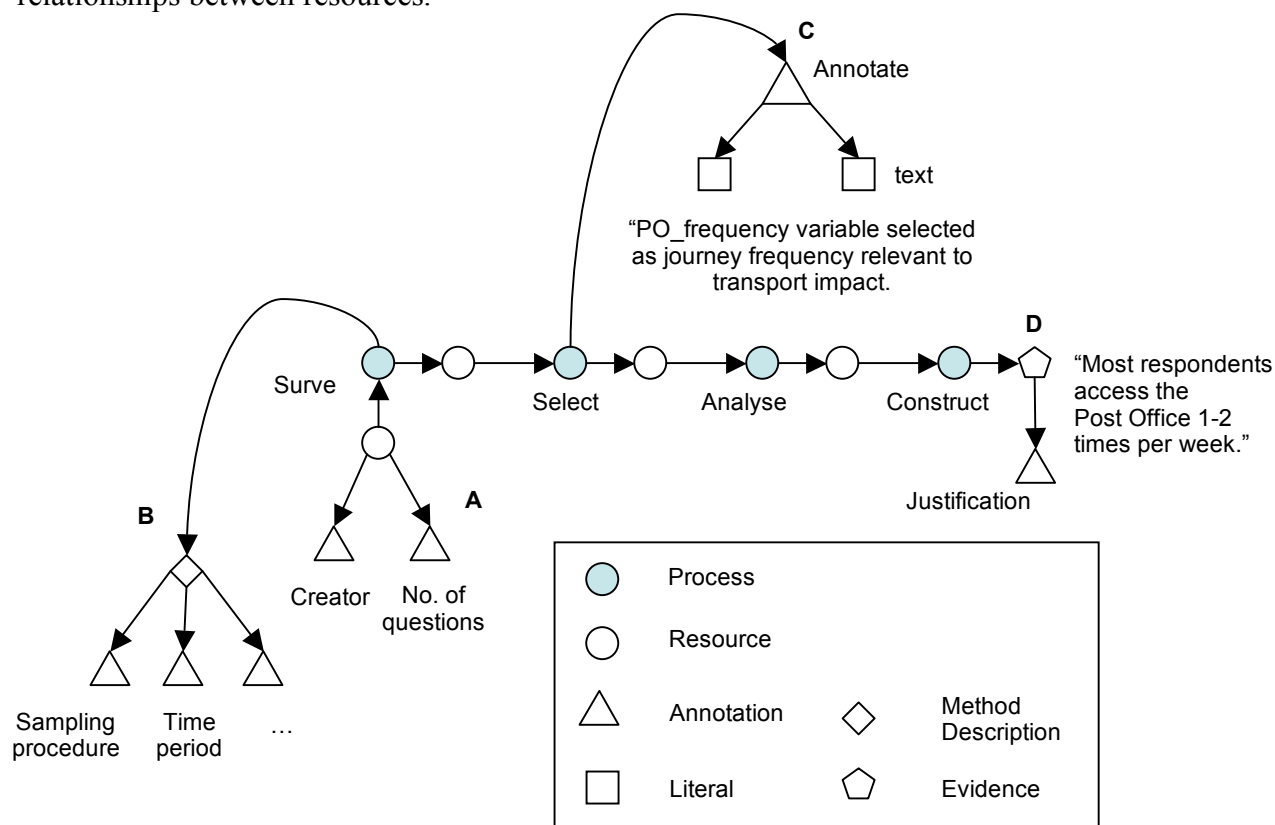 relationships between resources.
C
Annotate
text
“PO_frequency variable selected
as journey frequency relevant to
transport impact.
D
“Most respondents
access the
Post Office 1-2
times per week.”
Surve
Select
Analyse
Construct
Justification
B
A
Creator
No. of
questions
Sampling
procedure
Time
period
…
Process
Resource
Annotation
Method
Description
Literal
Evidence